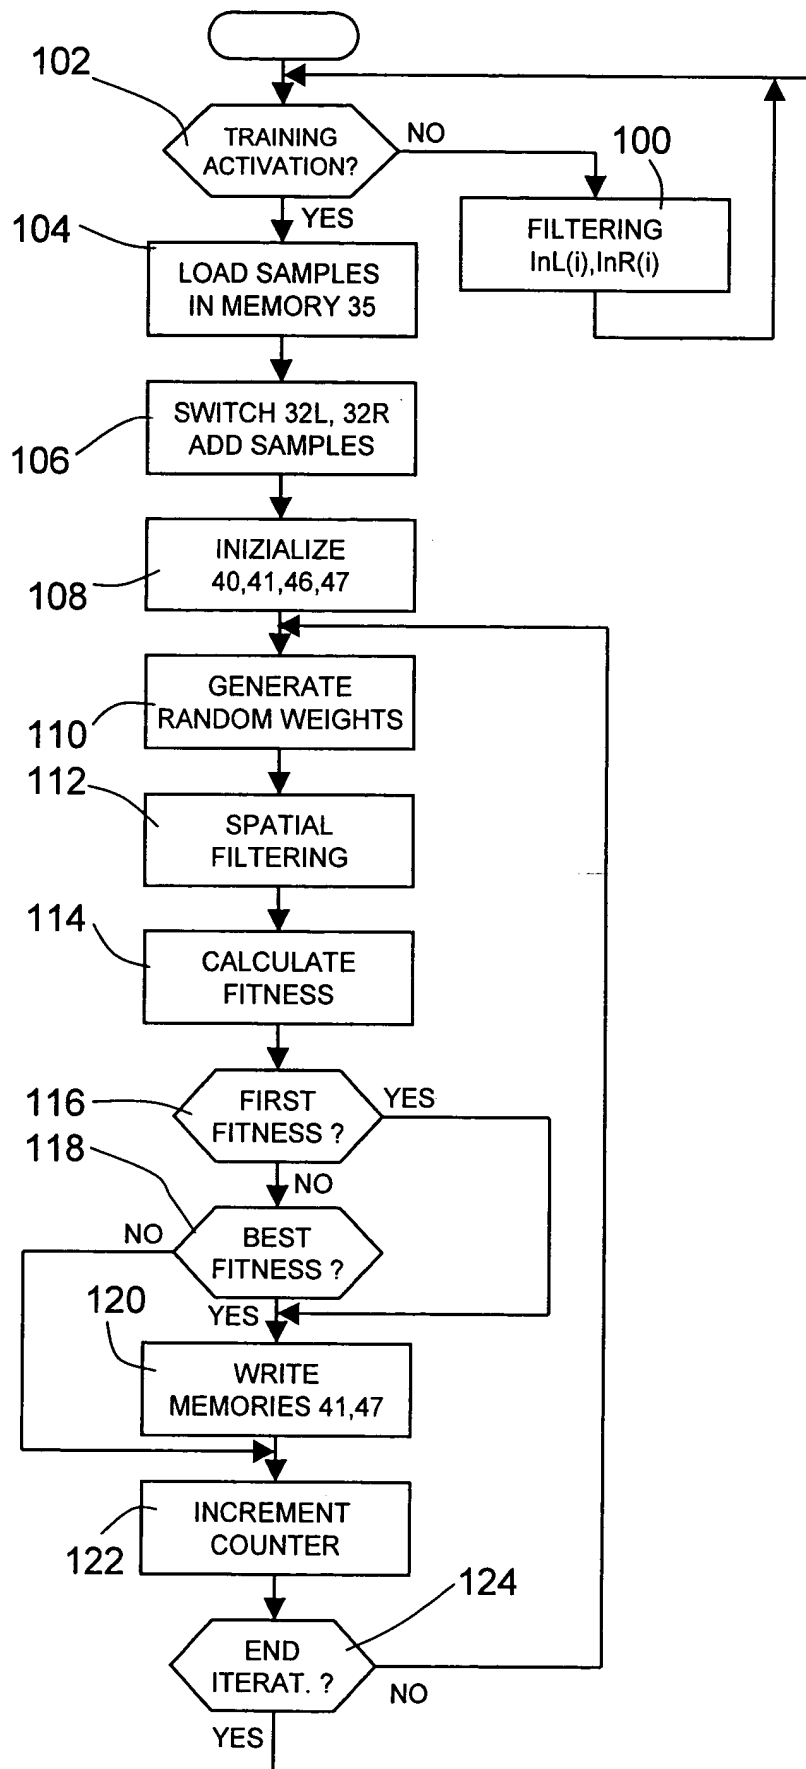 102
TRAINING
ACTIVATION?
NO
100
YES
FILTERING
InL(i),InR(i)
104
LOAD SAMPLES
IN MEMORY 35
SWITCH 32L, 32R
ADD SAMPLES
106
INIZIALIZE
40,41,46,47
108
GENERATE
RANDOM WEIGHTS
110
112
SPATIAL
FILTERING
114
CALCULATE
FITNESS
116
FIRST
FITNESS ?
YES
118
NO
NO
BEST
FITNESS ?
120
YES
WRITE
MEMORIES 41,47
INCREMENT
COUNTER
122
124
END
ITERAT. ?
NO
YES